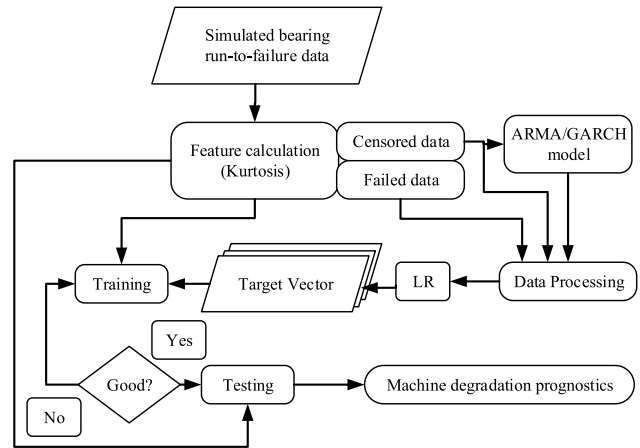 Simulated bearing
run-to-failure data
Feature calculation
(Kurtosis)
Censored data
Failed data
ARMA/GARCH
model
Training
Target Vector
LR
Data Processing
Yes
Good?
Testing
Machine degradation prognostics
No